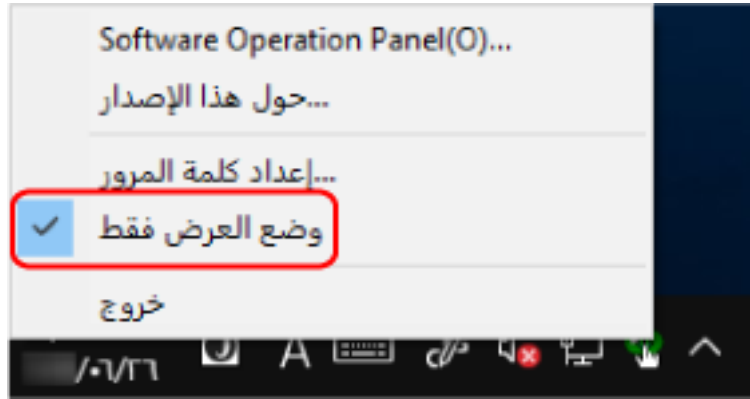 Software Operation Panel(O)...
حول هذا الإصدار...
إعداد كلمة المرور...
وضع العرض فقط
خروج
A
/٠٦/٢٦